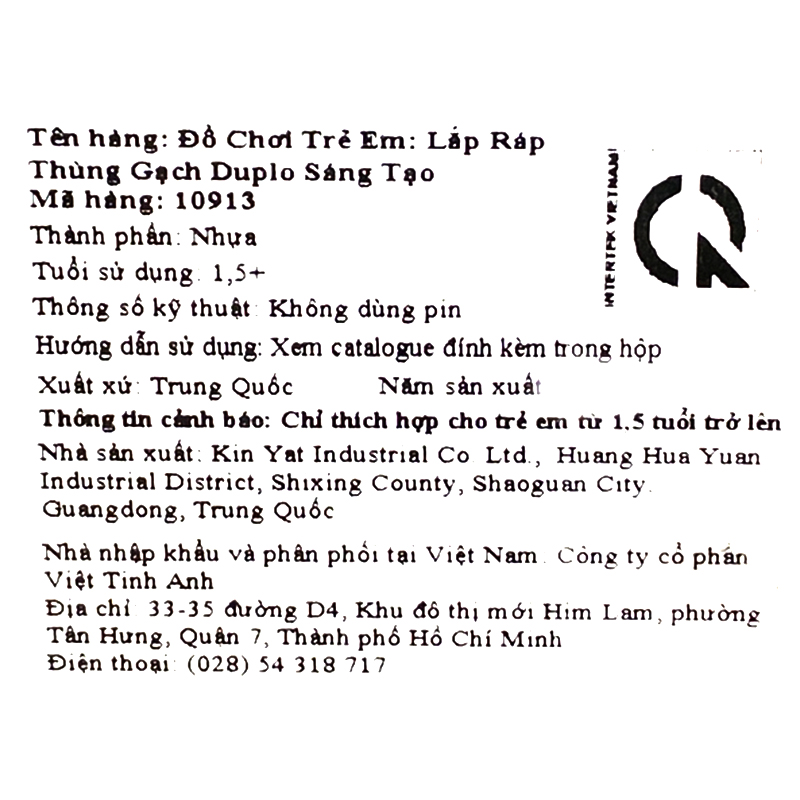 Tên hàng: Đồ Chơi Trẻ Em: Lắp Ráp
Thùng Gạch Duplo Sáng Tạo
Mã hàng: 10913
Thành phần: Nhựa
Tuổi sử dụng: 1,5+
Thông số kỹ thuật: Không dùng pin
Hướng dẫn sử dụng: Xem catalogue đính kèm trong hộp
Xuất xứ: Trung Quốc Năm sản xuất
Thông tin cảnh báo: Chỉ thích hợp cho trẻ em từ 1.5 tuổi trở lên
Nhà sản xuất: Kin Yat Industrial Co. Ltd., Huang Hua Yuan
Industrial District, Shixing County, Shaoguan City.
Guangdong, Trung Quốc
Nhà nhập khẩu và phân phối tại Việt Nam: Công ty cổ phần
Việt Tinh Anh
Địa chỉ: 33-35 đường D4, Khu đô thị mới Him Lam, phường
Tân Hưng, Quận 7, Thành phố Hồ Chí Minh
Điện thoại: (028) 54 318 717
INTERTEK VIETNAM
CR